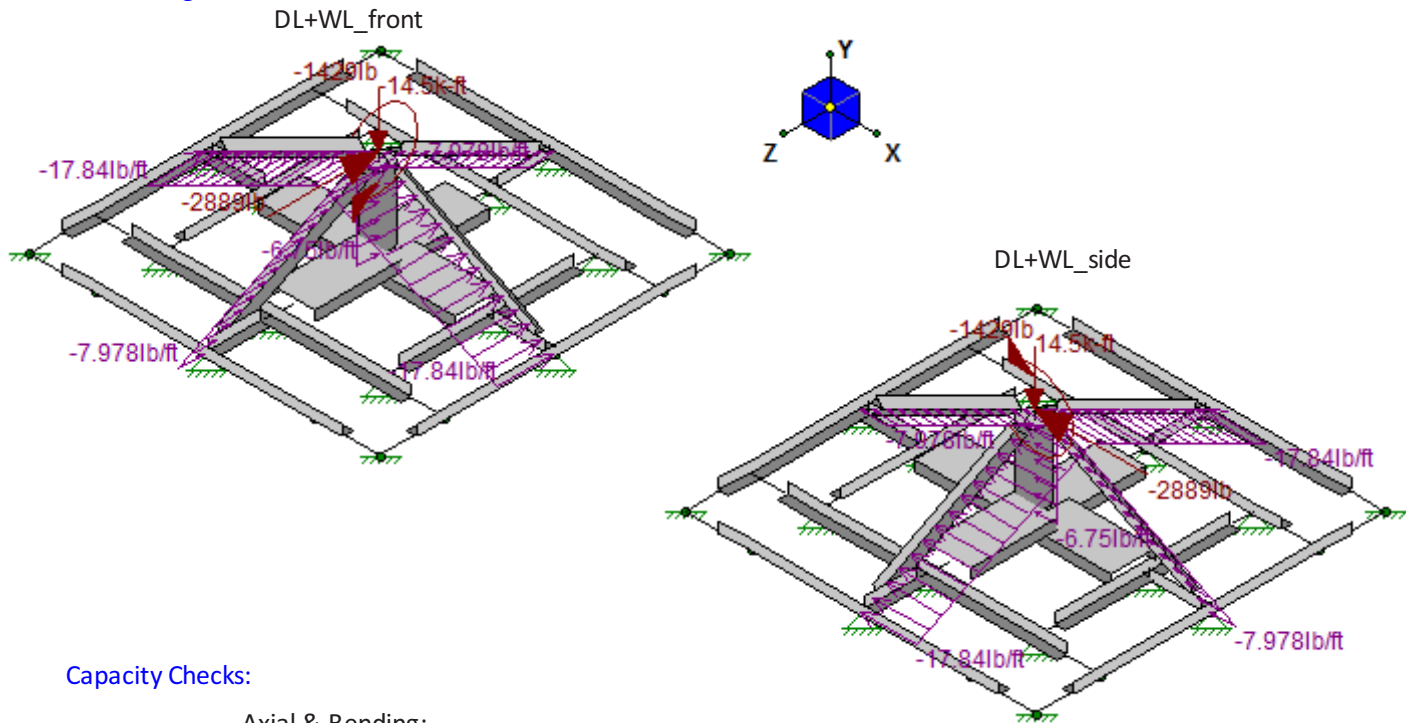 DL+WL_front
-1429lb
14.5k-ft
-17.84lb/ft
-7.978lb/ft
-2889lb
-6.75lb/ft
-7.978lb/ft
17.84lb/ft
Y
Z
X
DL+WL_side
-1429lb
14.5k-ft
-7.978lb/ft
-17.84lb/ft
-2889lb
-6.75lb/ft
-7.978lb/ft
-17.84lb/ft
Capacity Checks:
Axial & Bending: